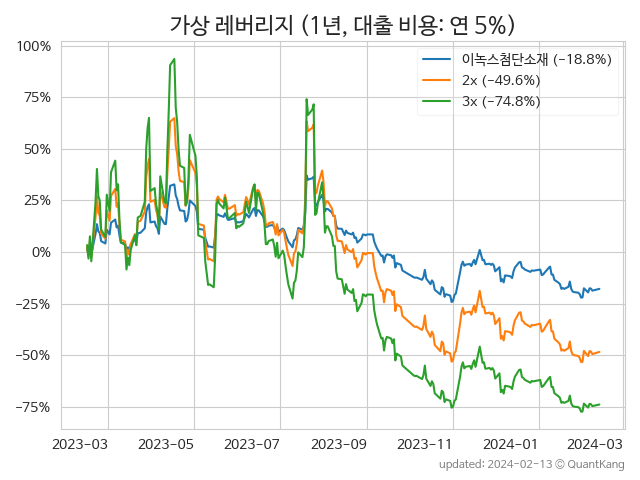 가상 레버리지 (1년, 대출 비용: 연 5%)
이녹스첨단소재 (−18.8%)
2x (−49.6%)
3x (−74.8%)
100%
75%
50%
25%
0%
−25%
−50%
−75%
2023-03 2023-05 2023-07 2023-09 2023-11 2024-01 2024-03
updated: 2024-02-13 ⓒ QuantKang